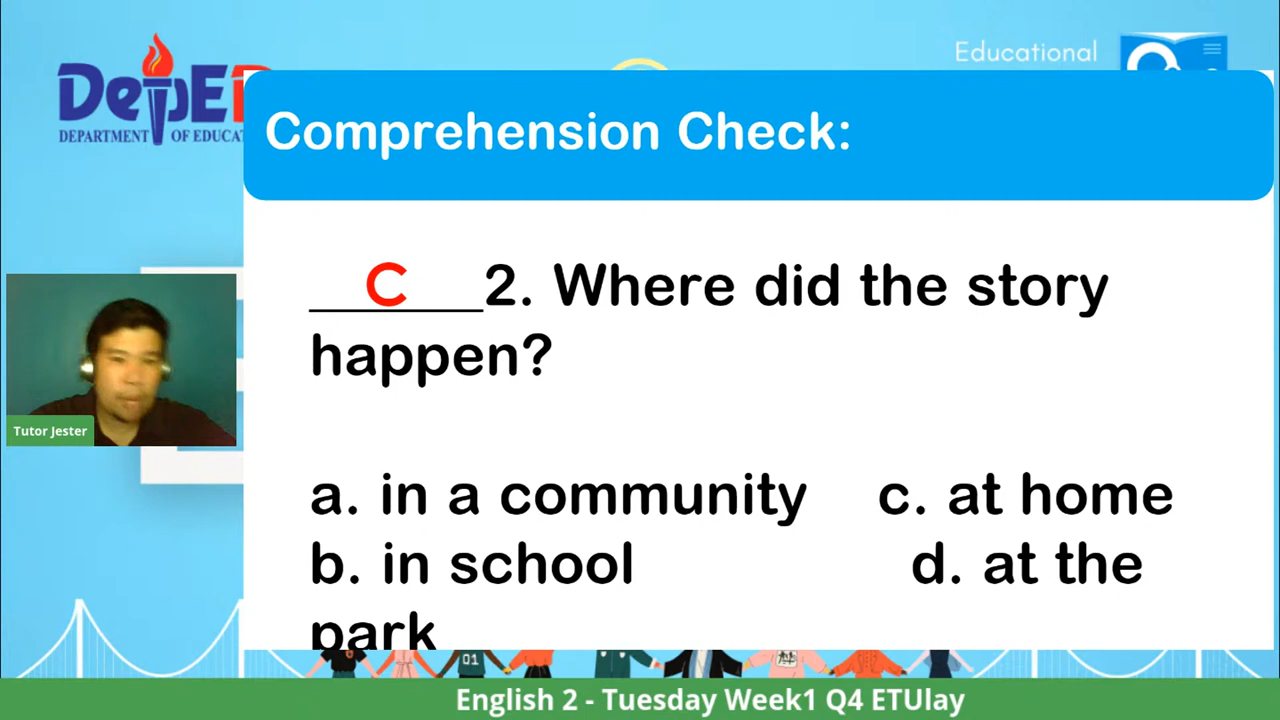 Educational
DepED
DEPARTMENT OF EDUCAT
Comprehension Check:
C 2. Where did the story
happen?
a. in a community c. at home
b. in school d. at the
park
Tutor Jester
01
English 2 - Tuesday Week1 Q4 ETUlay